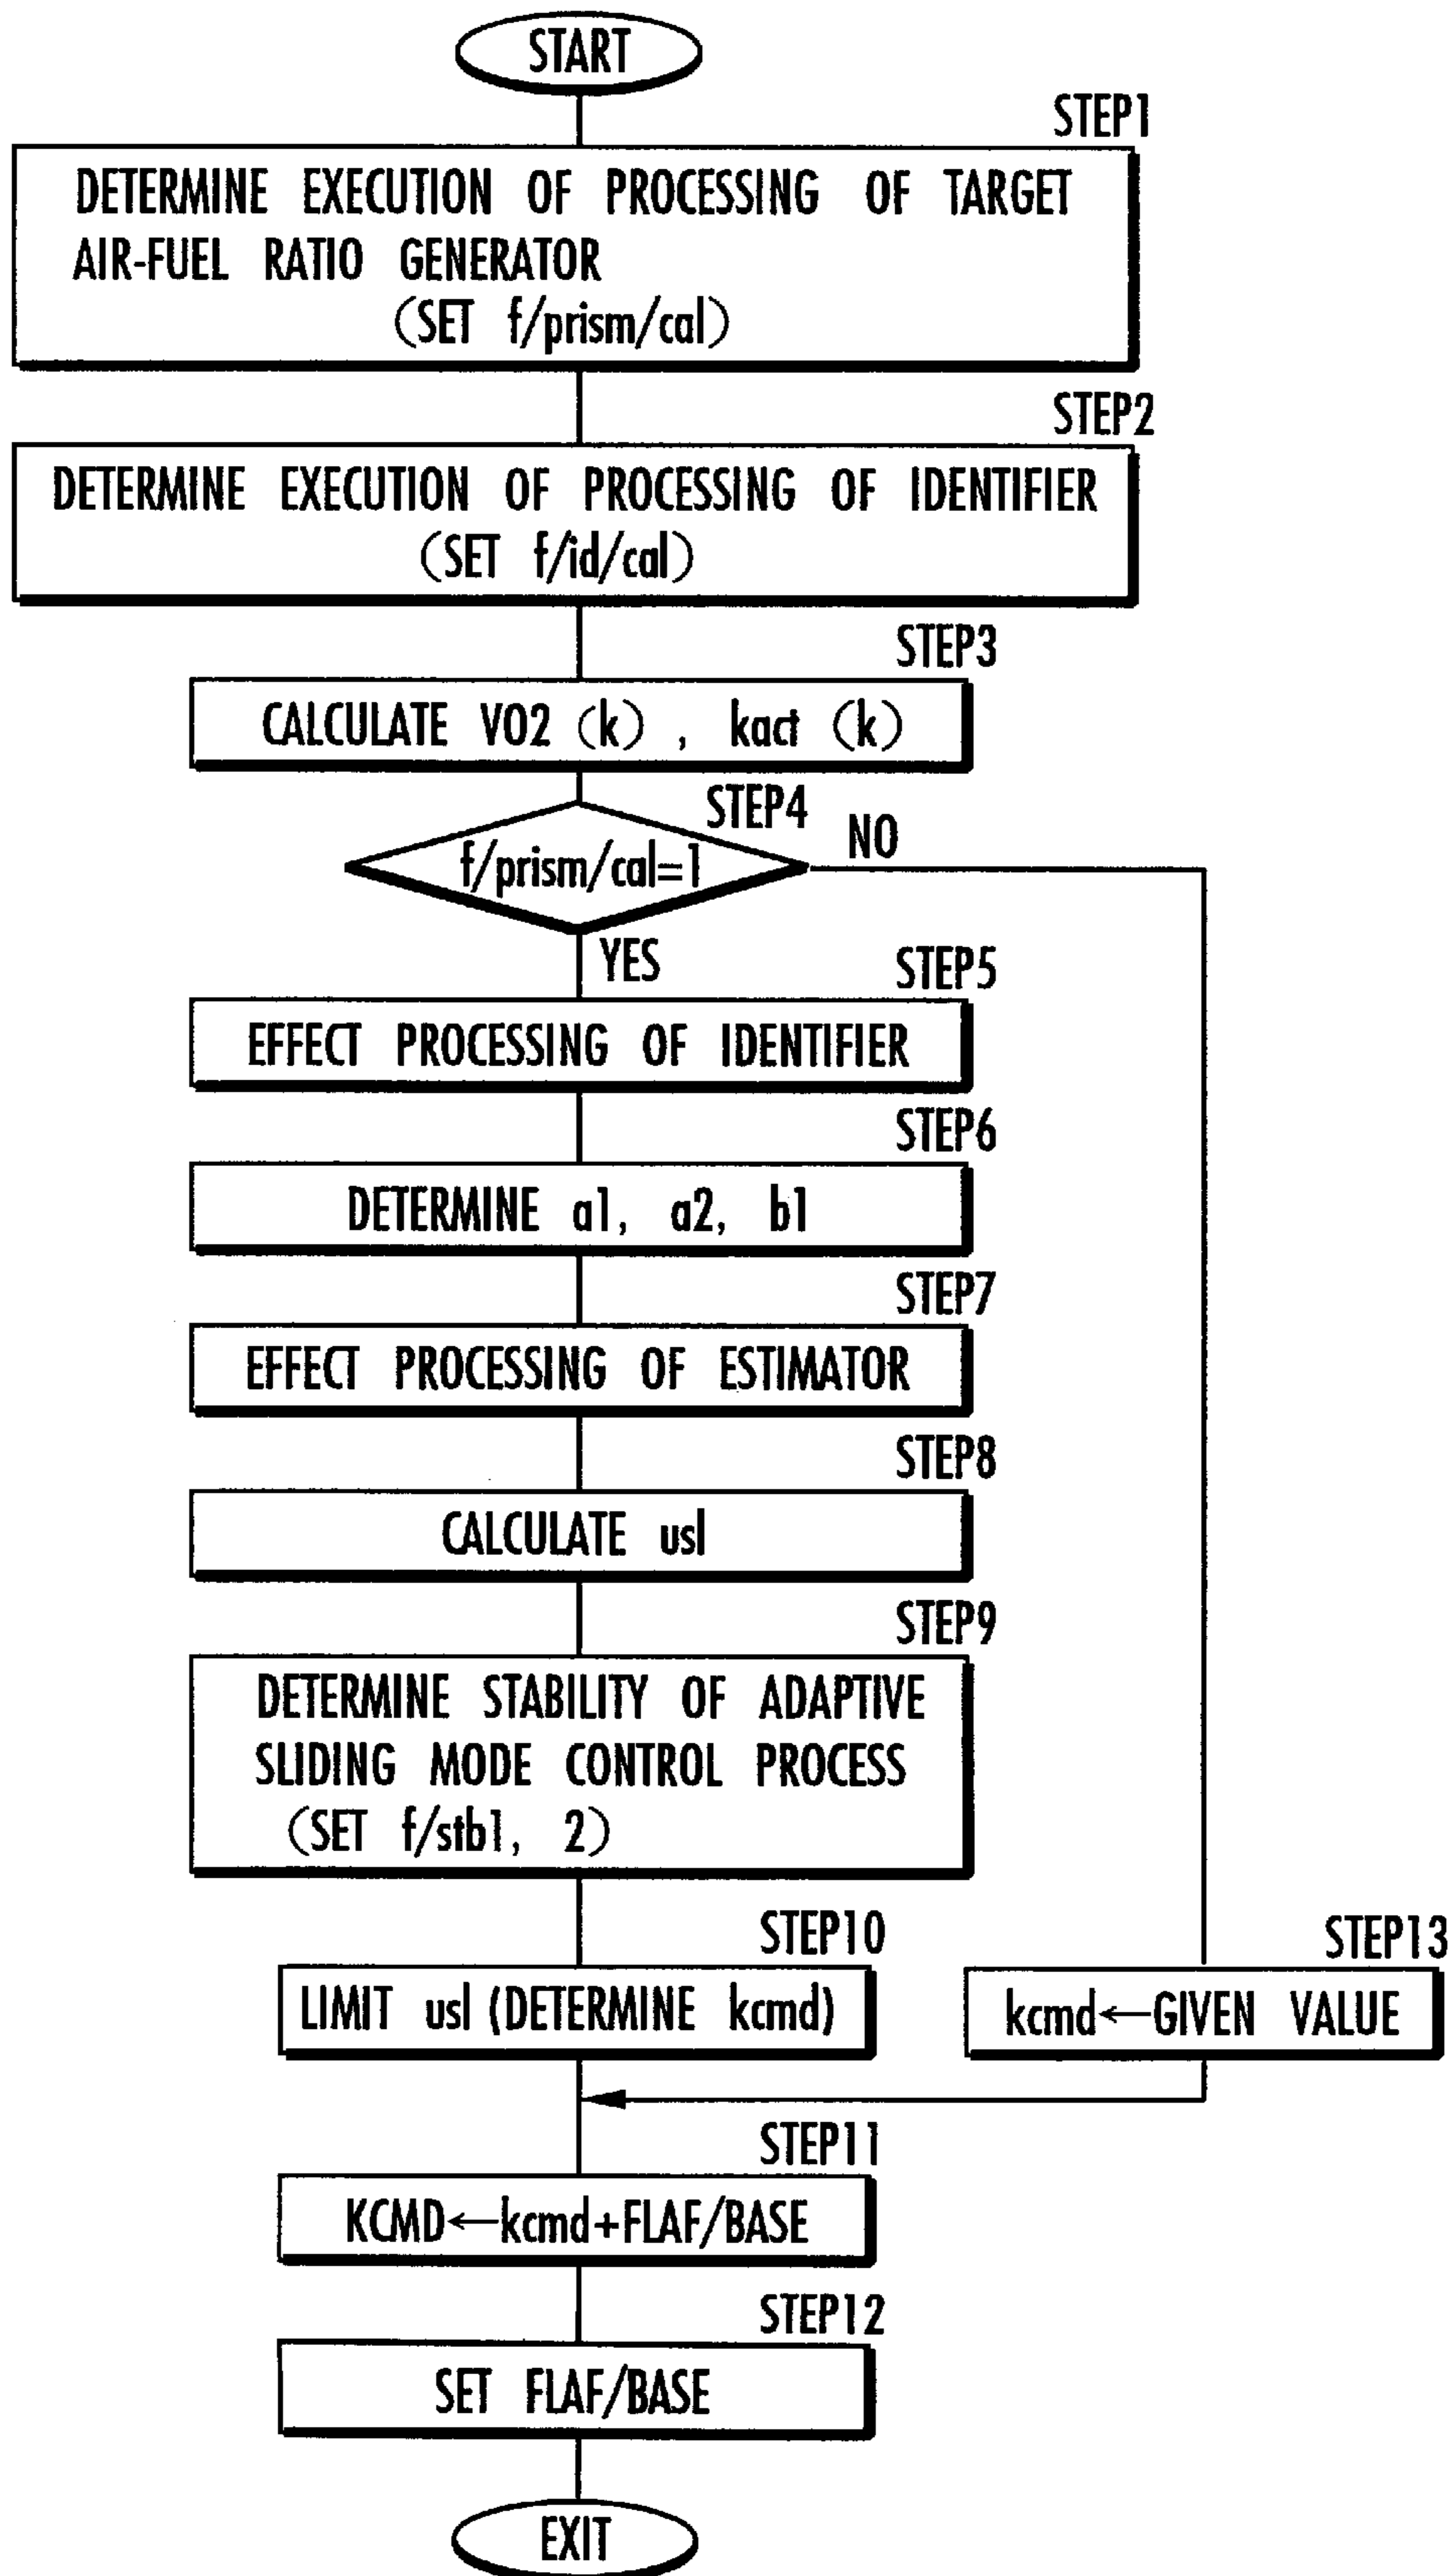 START
STEP1
DETERMINE EXECUTION OF PROCESSING OF TARGET
AIR-FUEL RATIO GENERATOR
(SET f/prism/cal)
STEP2
DETERMINE EXECUTION OF PROCESSING OF IDENTIFIER
(SET f/id/cal)
STEP3
CALCULATE VO2 (k) , kact (k)
STEP4
f/prism/cal=1
NO
YES
STEP5
EFFECT PROCESSING OF IDENTIFIER
STEP6
DETERMINE a1, a2, b1
STEP7
EFFECT PROCESSING OF ESTIMATOR
STEP8
CALCULATE usl
STEP9
DETERMINE STABILITY OF ADAPTIVE
SLIDING MODE CONTROL PROCESS
(SET f/stb1, 2)
STEP10
LIMIT usl (DETERMINE kcmd)
STEP13
kcmd←GIVEN VALUE
STEP11
KCMD←kcmd+FLAF/BASE
STEP12
SET FLAF/BASE
EXIT